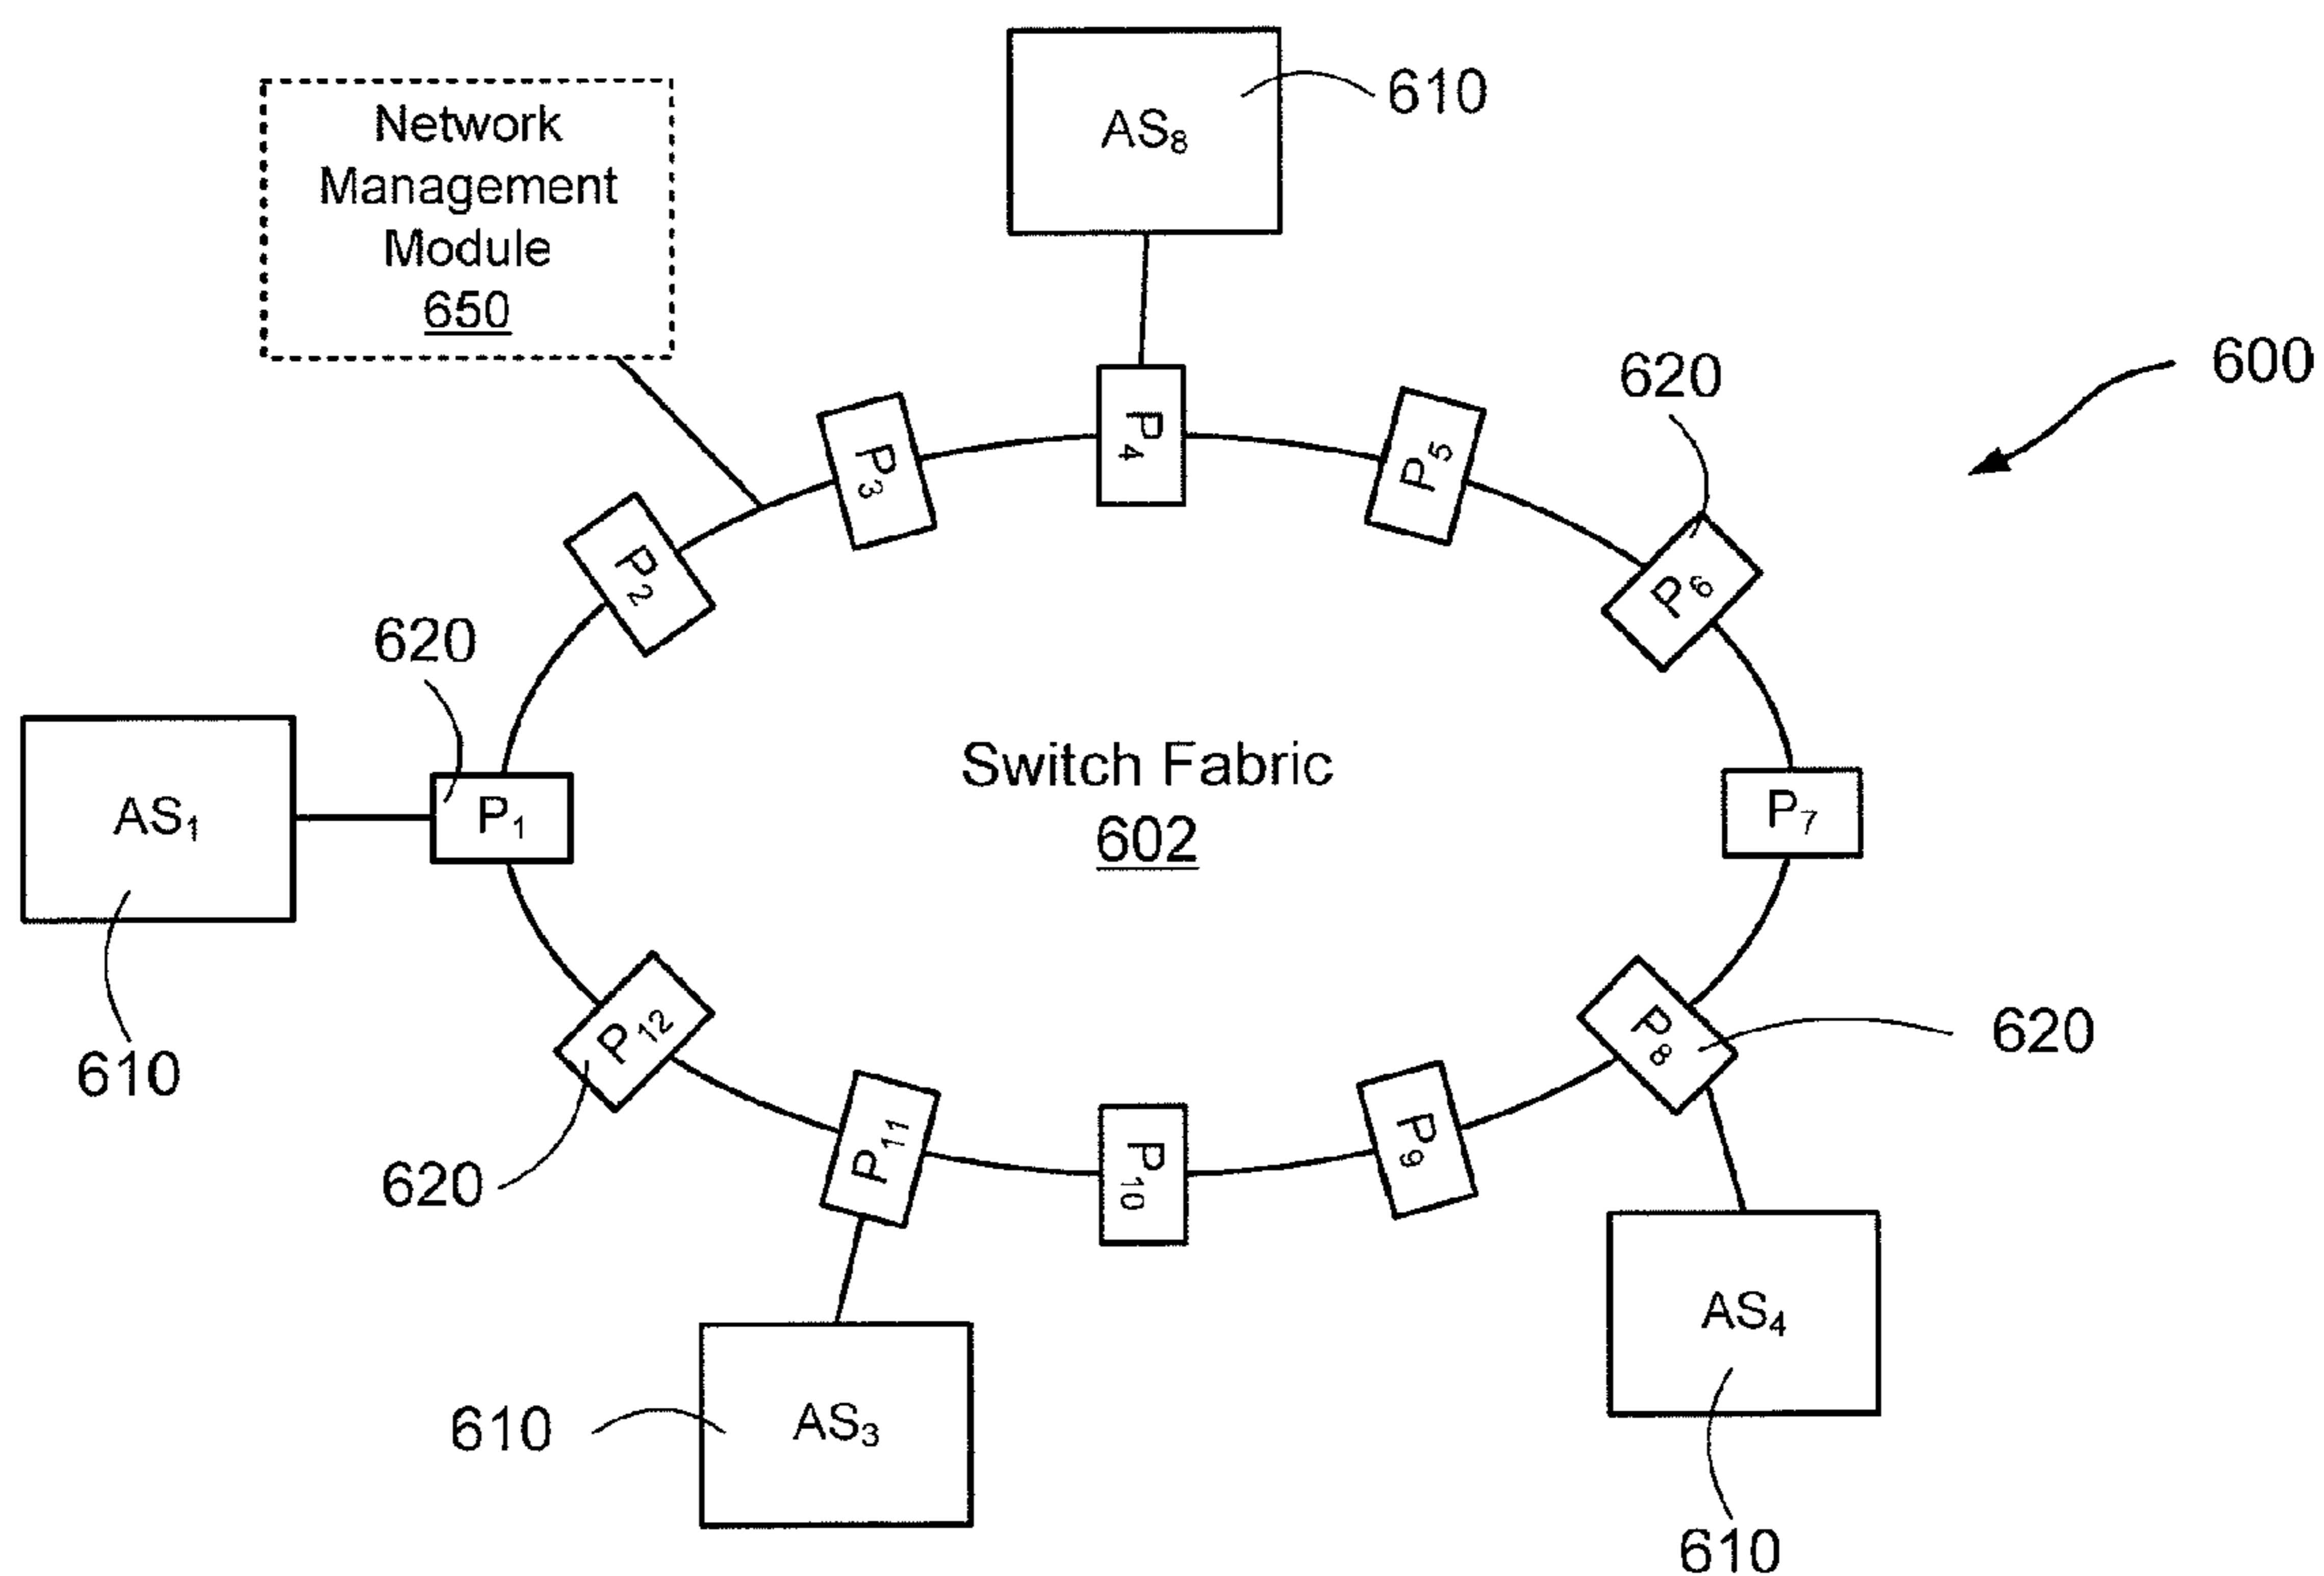 Network
Management
Module
650
AS₈
610
600
620
P₄
P₃
P₅
P₂
P₆
620
AS₁
P₁
Switch Fabric
602
P₇
610
P₁₂
P₈
620
620
P₁₁
P₁₀
P₉
AS₄
610
AS₃
610